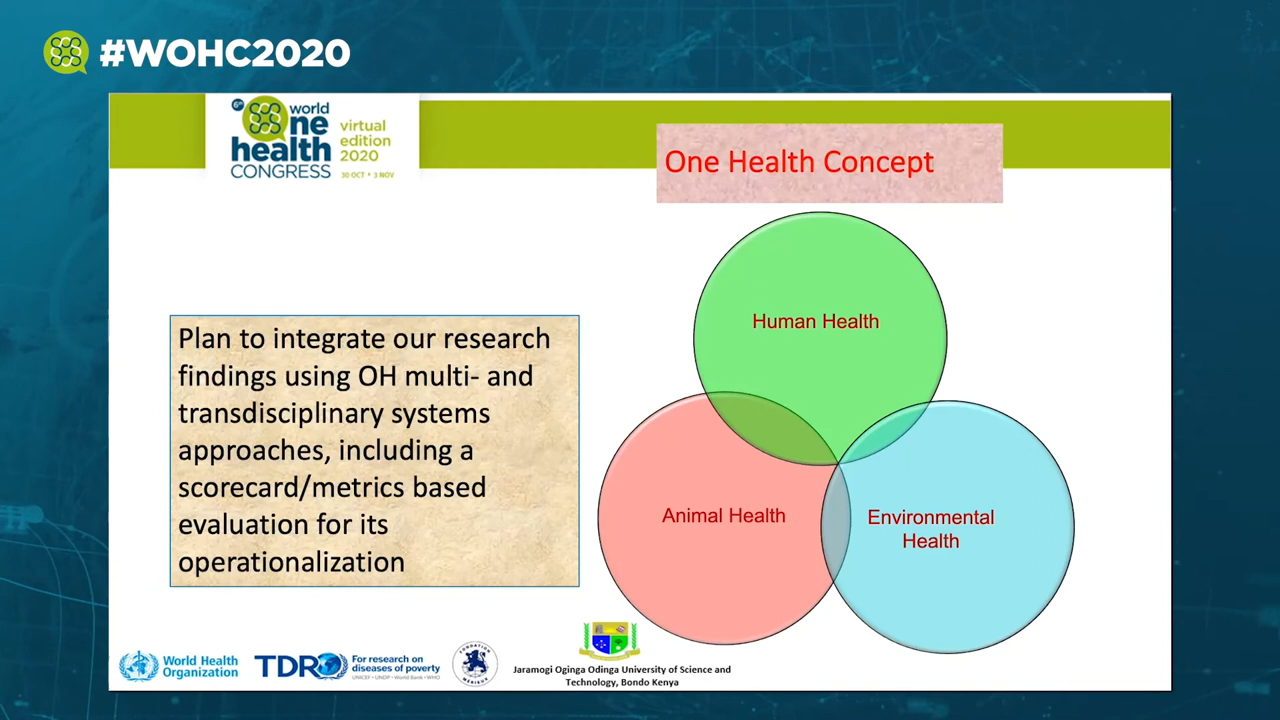 #WOHC2020
6th world
One
health
CONGRESS
virtual
edition
2020
30 OCT • 3 NOV
One Health Concept
Human Health
Plan to integrate our research
findings using OH multi- and
transdisciplinary systems
approaches, including a
scorecard/metrics based
evaluation for its
operationalization
Animal Health
Environmental
Health
World Health
Organization
TDR
For research on
diseases of poverty
UNICEF • UNDP • World Bank • WHO
FONDATION
MÉRIEUX
Jaramogi Oginga Odinga University of Science and
Technology, Bondo Kenya